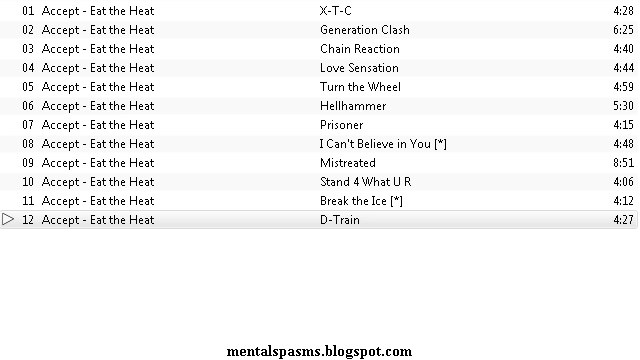 01 Accept - Eat the Heat X-T-C 4:28
02 Accept - Eat the Heat Generation Clash 6:25
03 Accept - Eat the Heat Chain Reaction 4:40
04 Accept - Eat the Heat Love Sensation 4:44
05 Accept - Eat the Heat Turn the Wheel 4:59
06 Accept - Eat the Heat Hellhammer 5:30
07 Accept - Eat the Heat Prisoner 4:15
08 Accept - Eat the Heat I Can't Believe in You [*] 4:48
09 Accept - Eat the Heat Mistreated 8:51
10 Accept - Eat the Heat Stand 4 What U R 4:06
11 Accept - Eat the Heat Break the Ice [*] 4:12
12 Accept - Eat the Heat D-Train 4:27
mentalspasms.blogspot.com